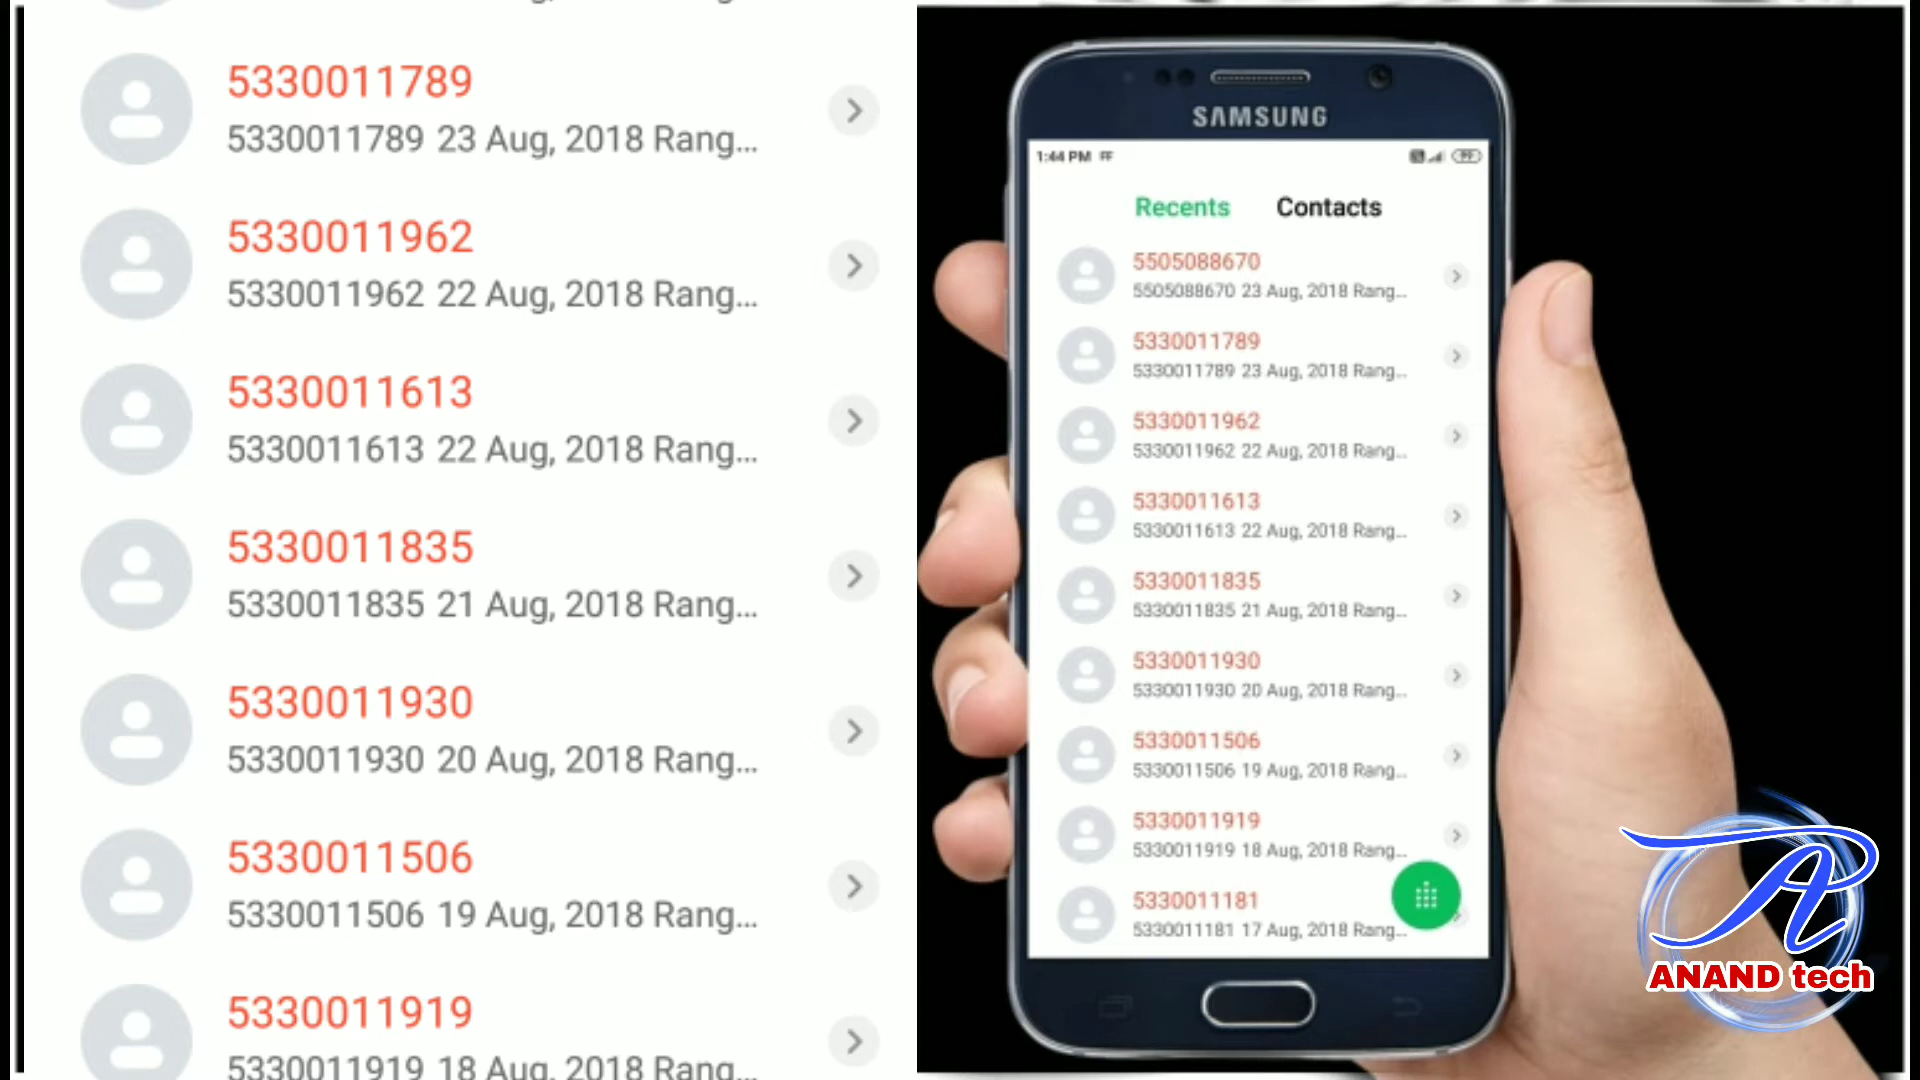 5330011789
5330011789 23 Aug, 2018 Rang...
5330011962
5330011962 22 Aug, 2018 Rang...
5330011613
5330011613 22 Aug, 2018 Rang...
5330011835
5330011835 21 Aug, 2018 Rang...
5330011930
5330011930 20 Aug, 2018 Rang...
5330011506
5330011506 19 Aug, 2018 Rang...
5330011919
5330011919 18 Aug, 2018 Rang...
SAMSUNG
1:44 PM
Recents Contacts
5505088670
5505088670 23 Aug, 2018 Rang...
5330011789
5330011789 23 Aug, 2018 Rang...
5330011962
5330011962 22 Aug, 2018 Rang...
5330011613
5330011613 22 Aug, 2018 Rang...
5330011835
5330011835 21 Aug, 2018 Rang...
5330011930
5330011930 20 Aug, 2018 Rang...
5330011506
5330011506 19 Aug, 2018 Rang...
5330011919
5330011919 18 Aug, 2018 Rang...
5330011181
5330011181 17 Aug, 2018 Rang...
A
ANAND tech